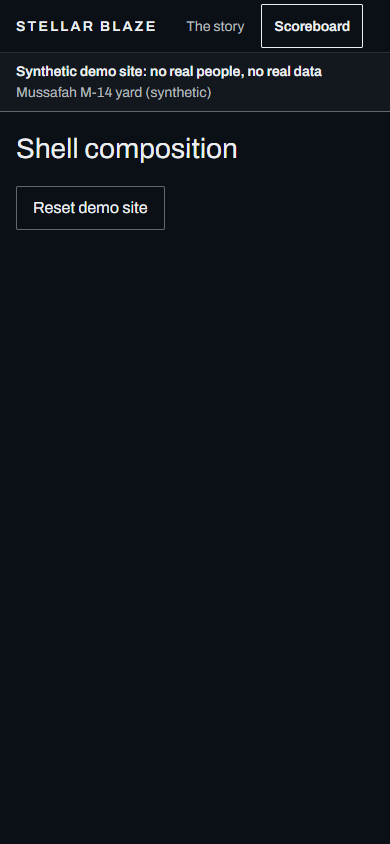 STELLAR BLAZE The story Scoreboard
Synthetic demo site: no real people, no real data
Mussafah M-14 yard (synthetic)
Shell composition
Reset demo site